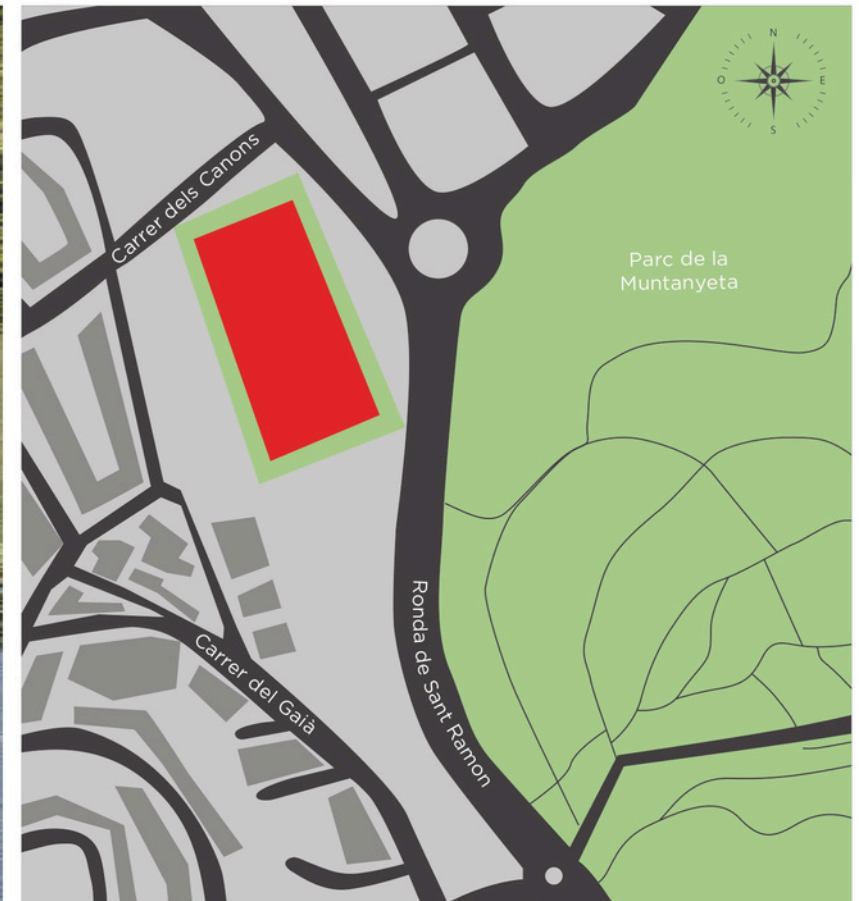 N
O
E
S
Carrer dels Canons
Parc de la
Muntanyeta
Ronda de Sant Ramon
Carrer del Gaià